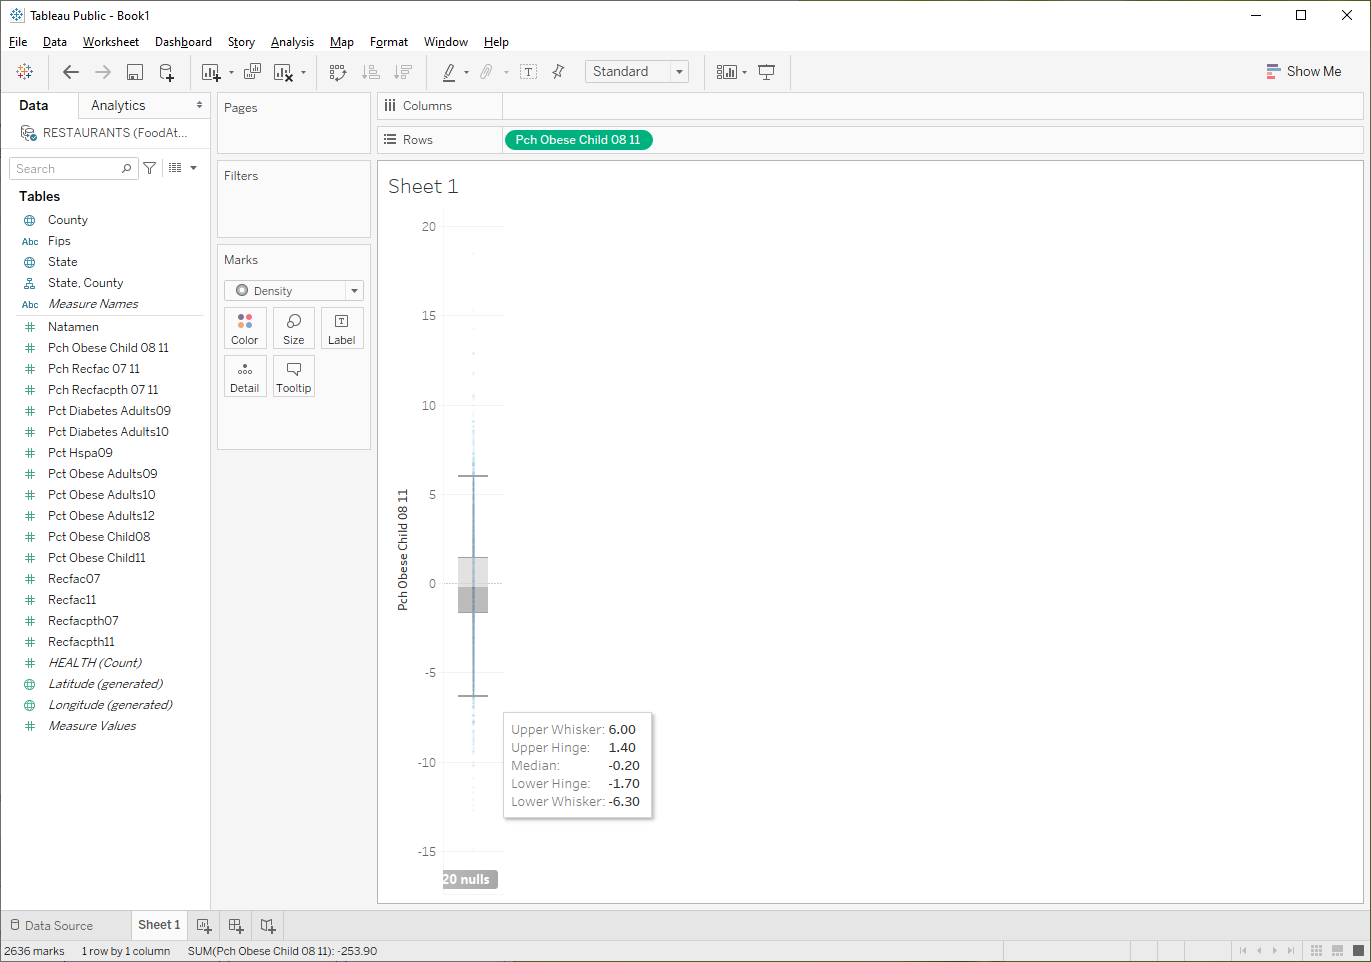 Tableau Public - Book1
File Data Worksheet Dashboard Story Analysis Map Format Window Help
Standard
Show Me
Data Analytics
RESTAURANTS (FoodAt...
Search
Tables
County
Abc Fips
State
State, County
Abc Measure Names
Natamen
Pch Obese Child 08 11
Pch Recfac 07 11
Pch Recfacpth 07 11
Pct Diabetes Adults09
Pct Diabetes Adults10
Pct Hspa09
Pct Obese Adults09
Pct Obese Adults10
Pct Obese Adults12
Pct Obese Child08
Pct Obese Child11
Recfac07
Recfac11
Recfacpth07
Recfacpth11
HEALTH (Count)
Latitude (generated)
Longitude (generated)
Measure Values
Pages
Filters
Marks
Density
Color Size Label
Detail Tooltip
Columns
Rows Pch Obese Child 08 11
Sheet 1
Pch Obese Child 08 11
20
15
10
5
0
-5
-10
-15
Upper Whisker: 6.00
Upper Hinge: 1.40
Median: -0.20
Lower Hinge: -1.70
Lower Whisker: -6.30
20 nulls
Data Source Sheet 1
2636 marks 1 row by 1 column SUM(Pch Obese Child 08 11): -253.90